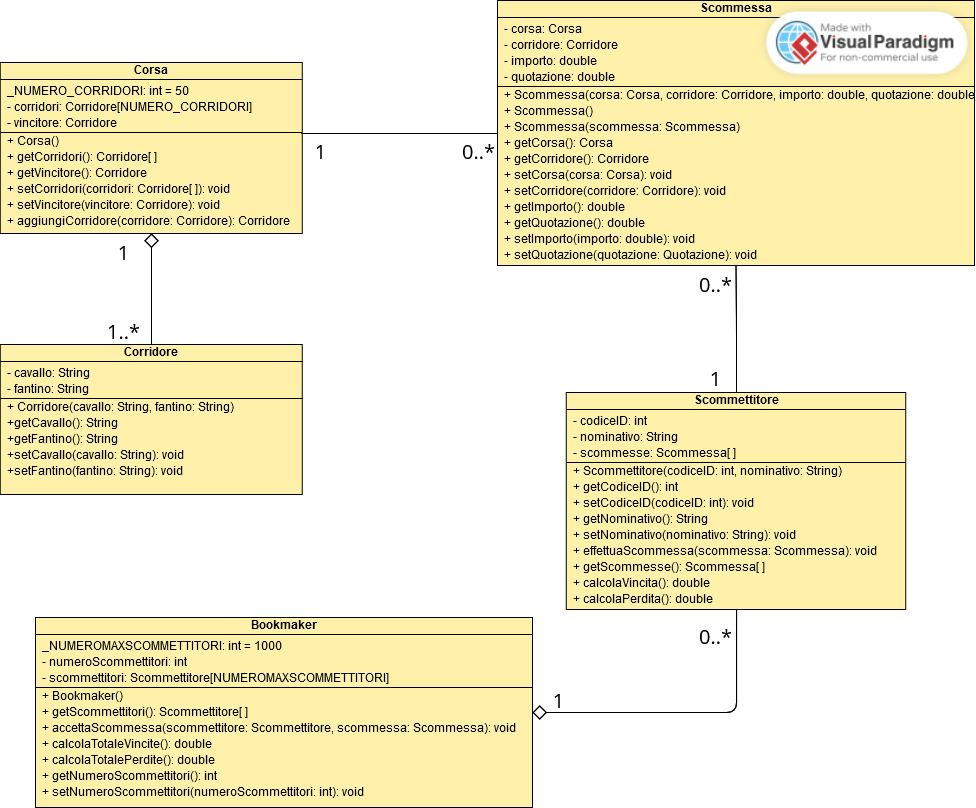 Scommessa
- corsa: Corsa
- corridore: Corridore
- importo: double
- quotazione: double
+ Scommessa(corsa: Corsa, corridore: Corridore, importo: double, quotazione: double
+ Scommessa()
+ Scommessa(scommessa: Scommessa)
+ getCorsa(): Corsa
+ getCorridore(): Corridore
+ setCorsa(corsa: Corsa): void
+ setCorridore(corridore: Corridore): void
+ getImporto(): double
+ getQuotazione(): double
+ setImporto(importo: double): void
+ setQuotazione(quotazione: Quotazione): void
Made with
Visual Paradigm
For non-commercial use
Corsa
_NUMERO_CORRIDORI: int = 50
- corridori: Corridore[NUMERO_CORRIDORI]
- vincitore: Corridore
+ Corsa()
+ getCorridori(): Corridore[ ]
+ getVincitore(): Corridore
+ setCorridori(corridori: Corridore[ ]): void
+ setVincitore(vincitore: Corridore): void
+ aggiungiCorridore(corridore: Corridore): Corridore
1
0..*
1
1..*
Corridore
- cavallo: String
- fantino: String
+ Corridore(cavallo: String, fantino: String)
+getCavallo(): String
+getFantino(): String
+setCavallo(cavallo: String): void
+setFantino(fantino: String): void
0..*
1
Scommettitore
- codiceID: int
- nominativo: String
- scommesse: Scommessa[ ]
+ Scommettitore(codiceID: int, nominativo: String)
+ getCodiceID(): int
+ setCodiceID(codiceID: int): void
+ getNominativo(): String
+ setNominativo(nominativo: String): void
+ effettuaScommessa(scommessa: Scommessa): void
+ getScommesse(): Scommessa[ ]
+ calcolaVincita(): double
+ calcolaPerdita(): double
0..*
1
Bookmaker
_NUMEROMAXSCOMMETTITORI: int = 1000
- numeroScommettitori: int
- scommettitori: Scommettitore[NUMEROMAXSCOMMETTITORI]
+ Bookmaker()
+ getScommettitori(): Scommettitore[ ]
+ accettaScommessa(scommettitore: Scommettitore, scommessa: Scommessa): void
+ calcolaTotaleVincite(): double
+ calcolaTotalePerdite(): double
+ getNumeroScommettitori(): int
+ setNumeroScommettitori(numeroScommettitori: int): void